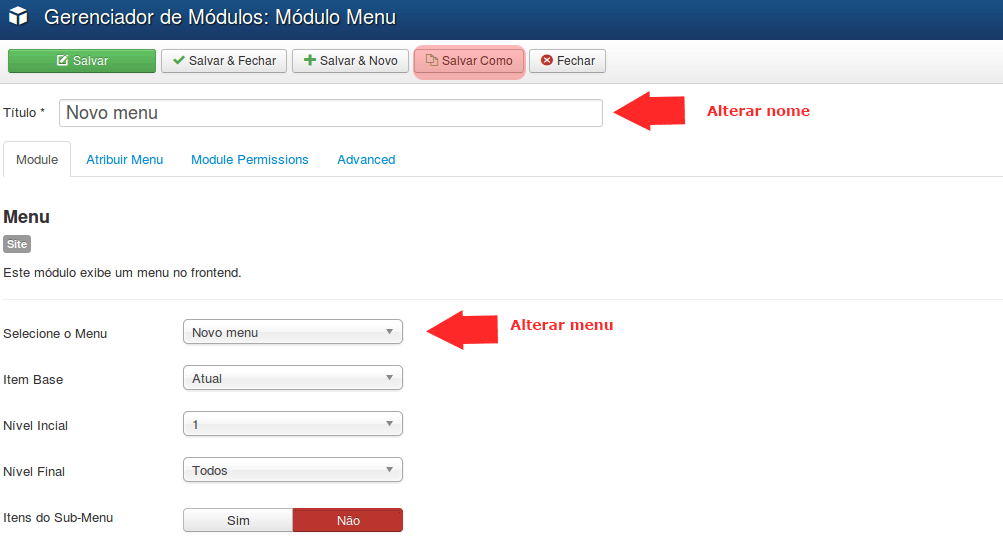 Gerenciador de Módulos: Módulo Menu
Salvar Salvar & Fechar Salvar & Novo Salvar Como Fechar
Título * Novo menu Alterar nome
Module Atribuir Menu Module Permissions Advanced
Menu
Site
Este módulo exibe um menu no frontend.
Selecione o Menu Novo menu Alterar menu
Item Base Atual
Nível Incial 1
Nível Final Todos
Itens do Sub-Menu Sim Não